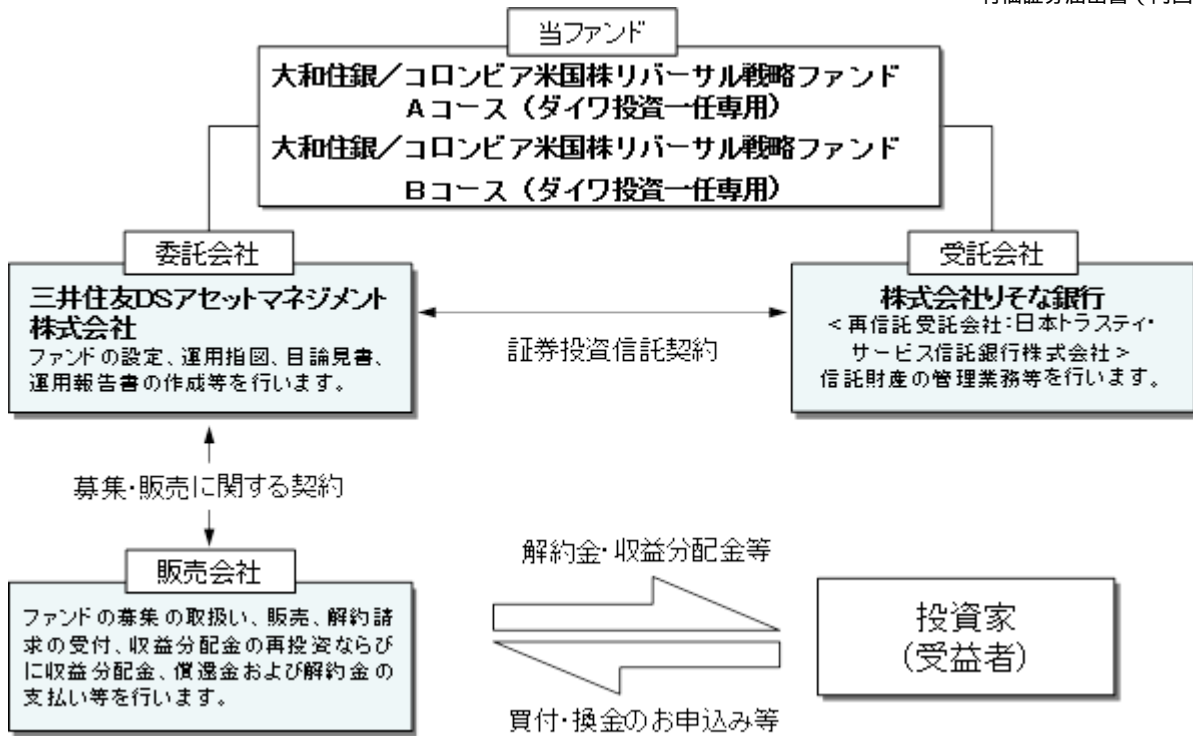 当ファンド
大和住銀／コロンビア米国株リバーサル戦略ファンド
Aコース（ダイワ投資一任専用）
大和住銀／コロンビア米国株リバーサル戦略ファンド
Bコース（ダイワ投資一任専用）
委託会社
三井住友DSアセットマネジメント
株式会社
ファンドの設定、運用指図、目論見書、
運用報告書の作成等を行います。
証券投資信託契約
受託会社
株式会社りそな銀行
＜再信託受託会社：日本トラスティ・
サービス信託銀行株式会社＞
信託財産の管理業務等を行います。
募集・販売に関する契約
販売会社
ファンドの募集の取扱い、販売、解約請
求の受付、収益分配金の再投資ならび
に収益分配金、償還金および解約金の
支払い等を行います。
解約金・収益分配金等
買付・換金のお申込み等
投資家
（受益者）